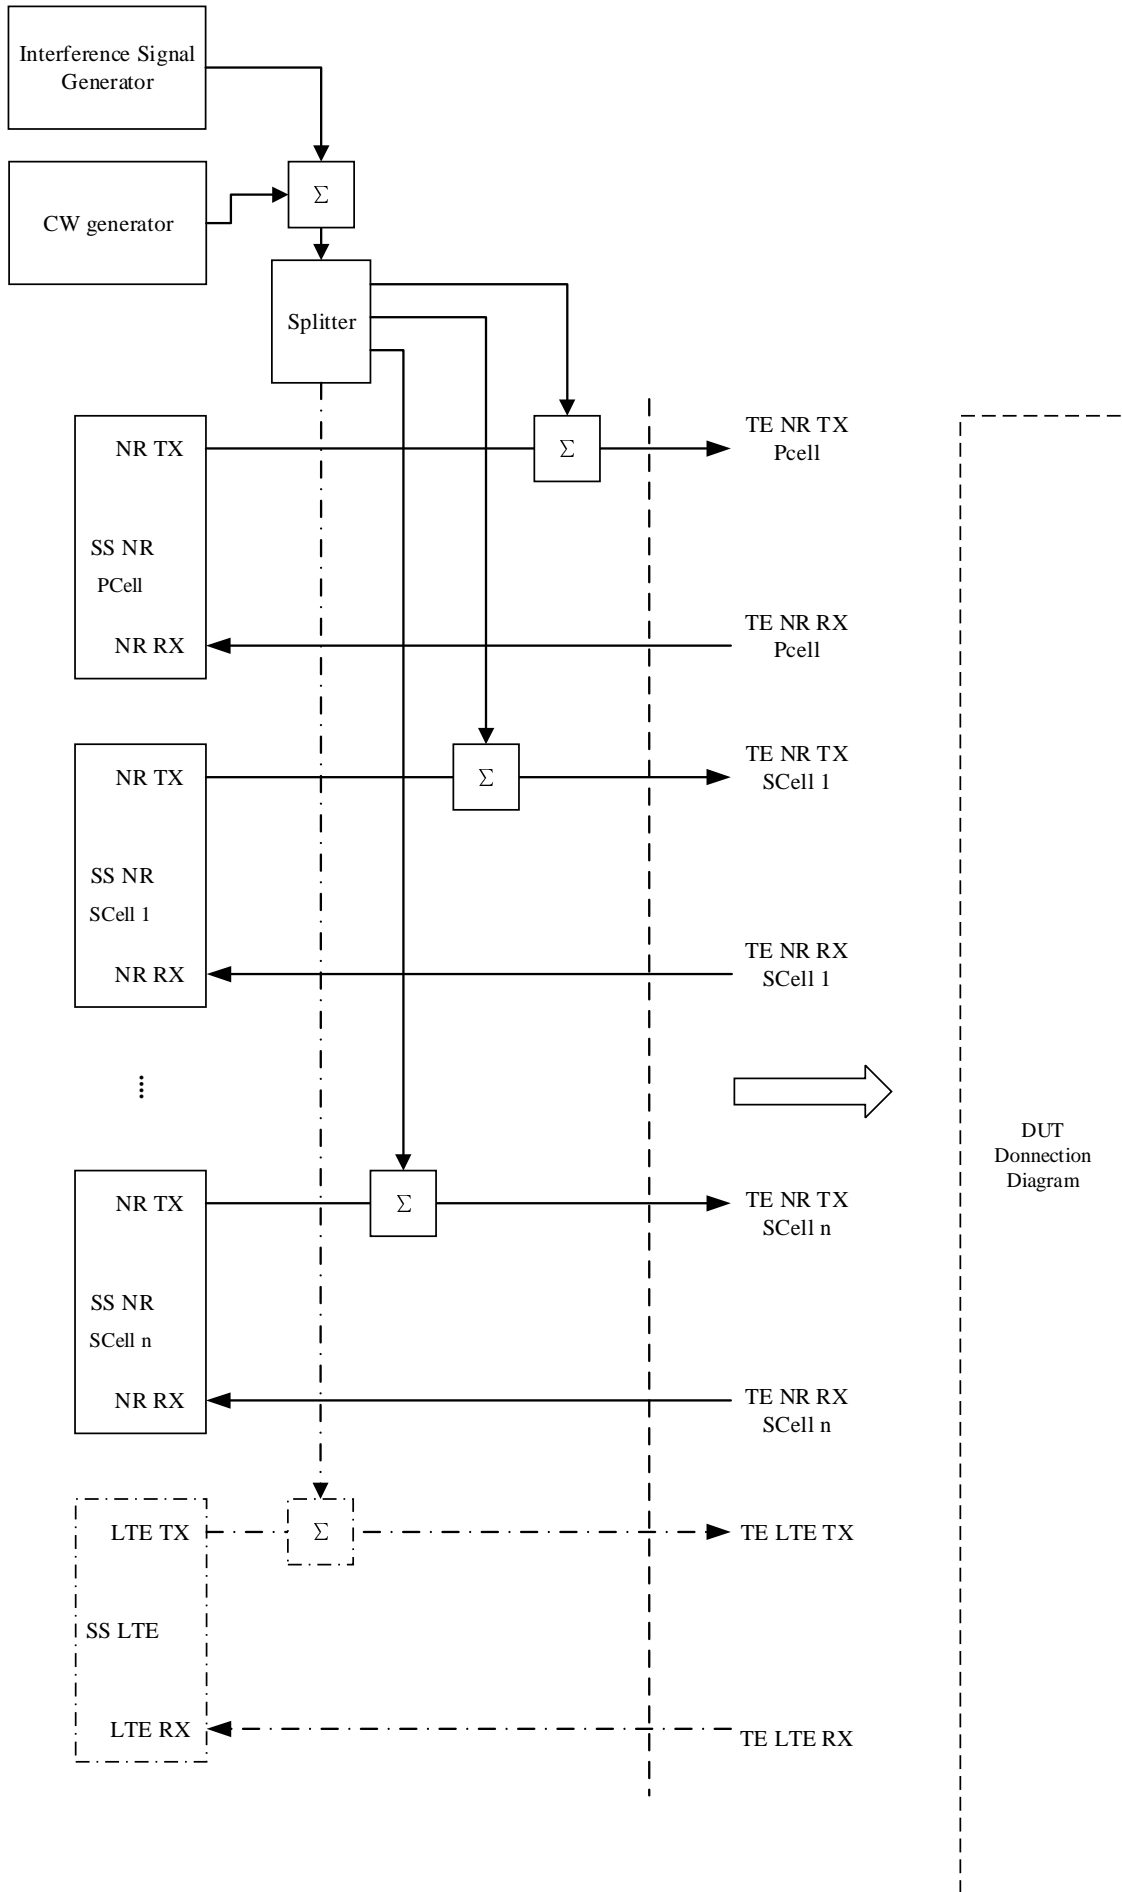 Interference Signal
Generator
Σ
CW generator
Splitter
NR TX
Σ
TE NR TX
Pcell
SS NR
PCell
NR RX
TE NR RX
Pcell
NR TX
Σ
TE NR TX
SCell 1
SS NR
SCell 1
NR RX
TE NR RX
SCell 1
DUT
Donnection
Diagram
NR TX
Σ
TE NR TX
SCell n
SS NR
SCell n
NR RX
TE NR RX
SCell n
LTE TX
Σ
TE LTE TX
SS LTE
LTE RX
TE LTE RX